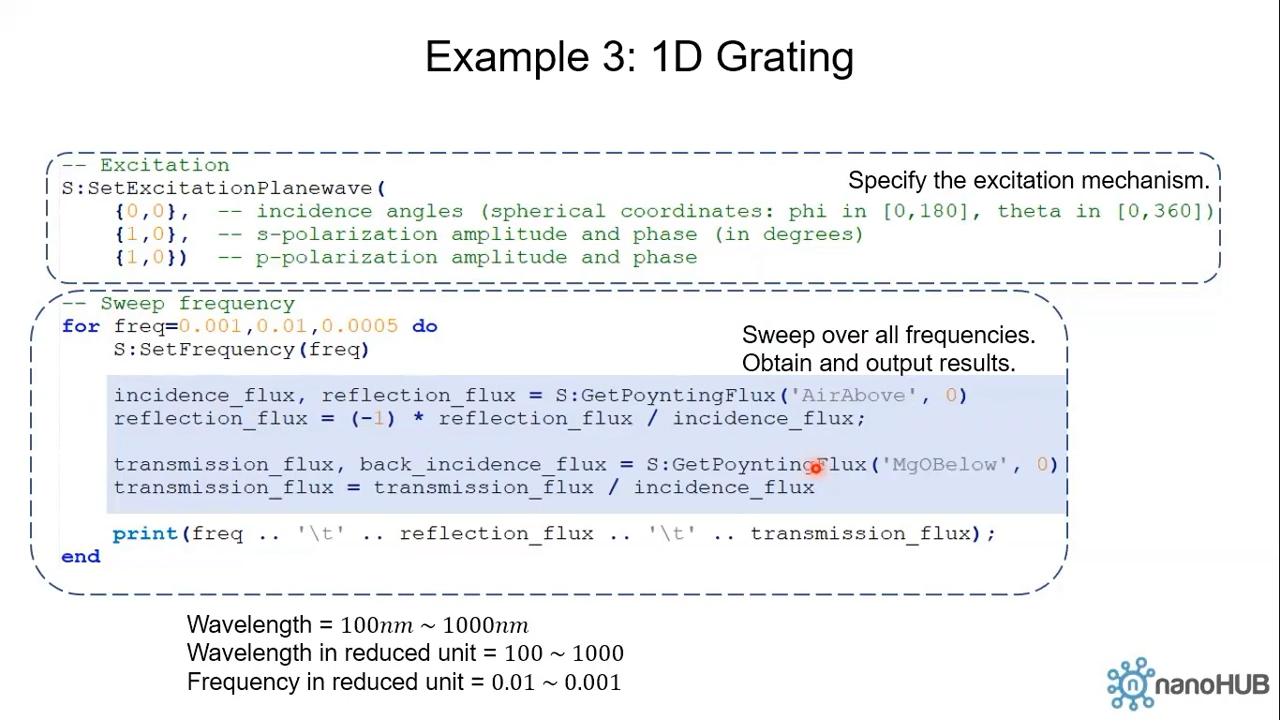 Example 3: 1D Grating
-- Excitation
Specify the excitation mechanism.
S:SetExcitationPlanewave(
{0,0}, -- incidence angles (spherical coordinates: phi in [0,180], theta in [0,360])
{1,0}, -- s-polarization amplitude and phase (in degrees)
{1,0}) -- p-polarization amplitude and phase
-- Sweep frequency
for freq=0.001,0.01,0.0005 do
Sweep over all frequencies.
S:SetFrequency(freq)
Obtain and output results.
incidence_flux, reflection_flux = S:GetPoyntingFlux('AirAbove', 0)
reflection_flux = (-1) * reflection_flux / incidence_flux;
transmission_flux, back_incidence_flux = S:GetPoyntingFlux('MgOBelow', 0)
transmission_flux = transmission_flux / incidence_flux
print(freq .. '\t' .. reflection_flux .. '\t' .. transmission_flux);
end
Wavelength = 100nm ~ 1000nm
Wavelength in reduced unit = 100 ~ 1000
Frequency in reduced unit = 0.01 ~ 0.001
n nanoHUB